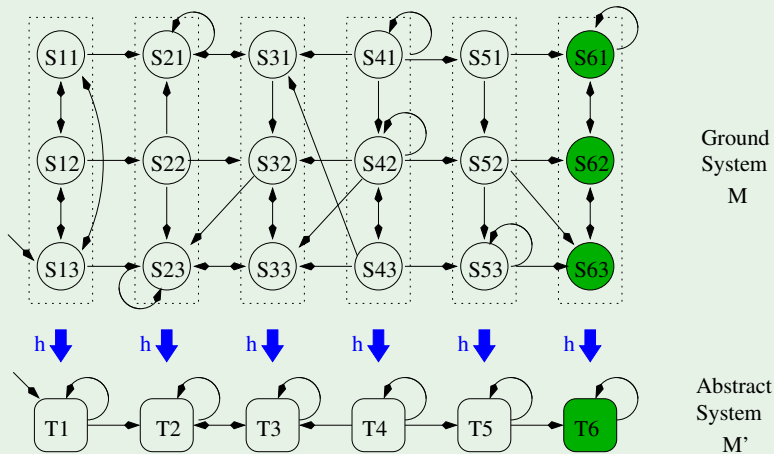 S11 S21 S31 S41 S51 S61
S12 S22 S32 S42 S52 S62
Ground
System
M
S13 S23 S33 S43 S53 S63
h h h h h h
T1 T2 T3 T4 T5 T6
Abstract
System
M'